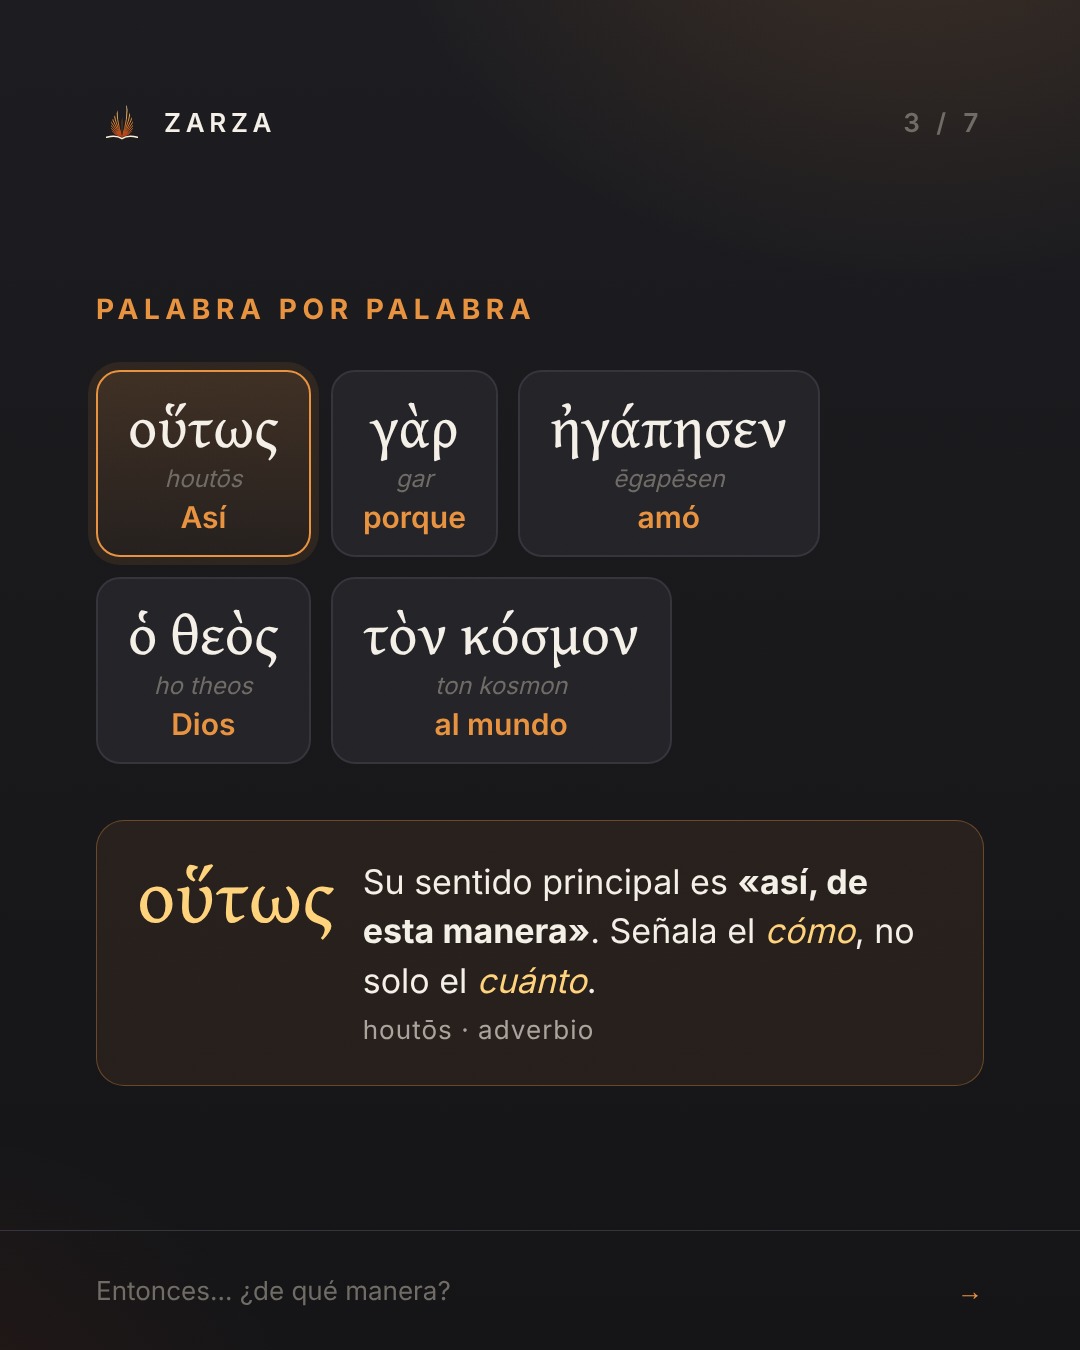 ZARZA
3 / 7
PALABRA POR PALABRA
οὕτως γὰρ ἠγάπησεν
houtōs gar ēgapēsen
Así porque amó
ὁ θεὸς τὸν κόσμον
ho theos ton kosmon
Dios al mundo
οὕτως
Su sentido principal es «así, de
esta manera». Señala el cómo, no
solo el cuánto.
houtōs · adverbio
Entonces... ¿de qué manera?
→